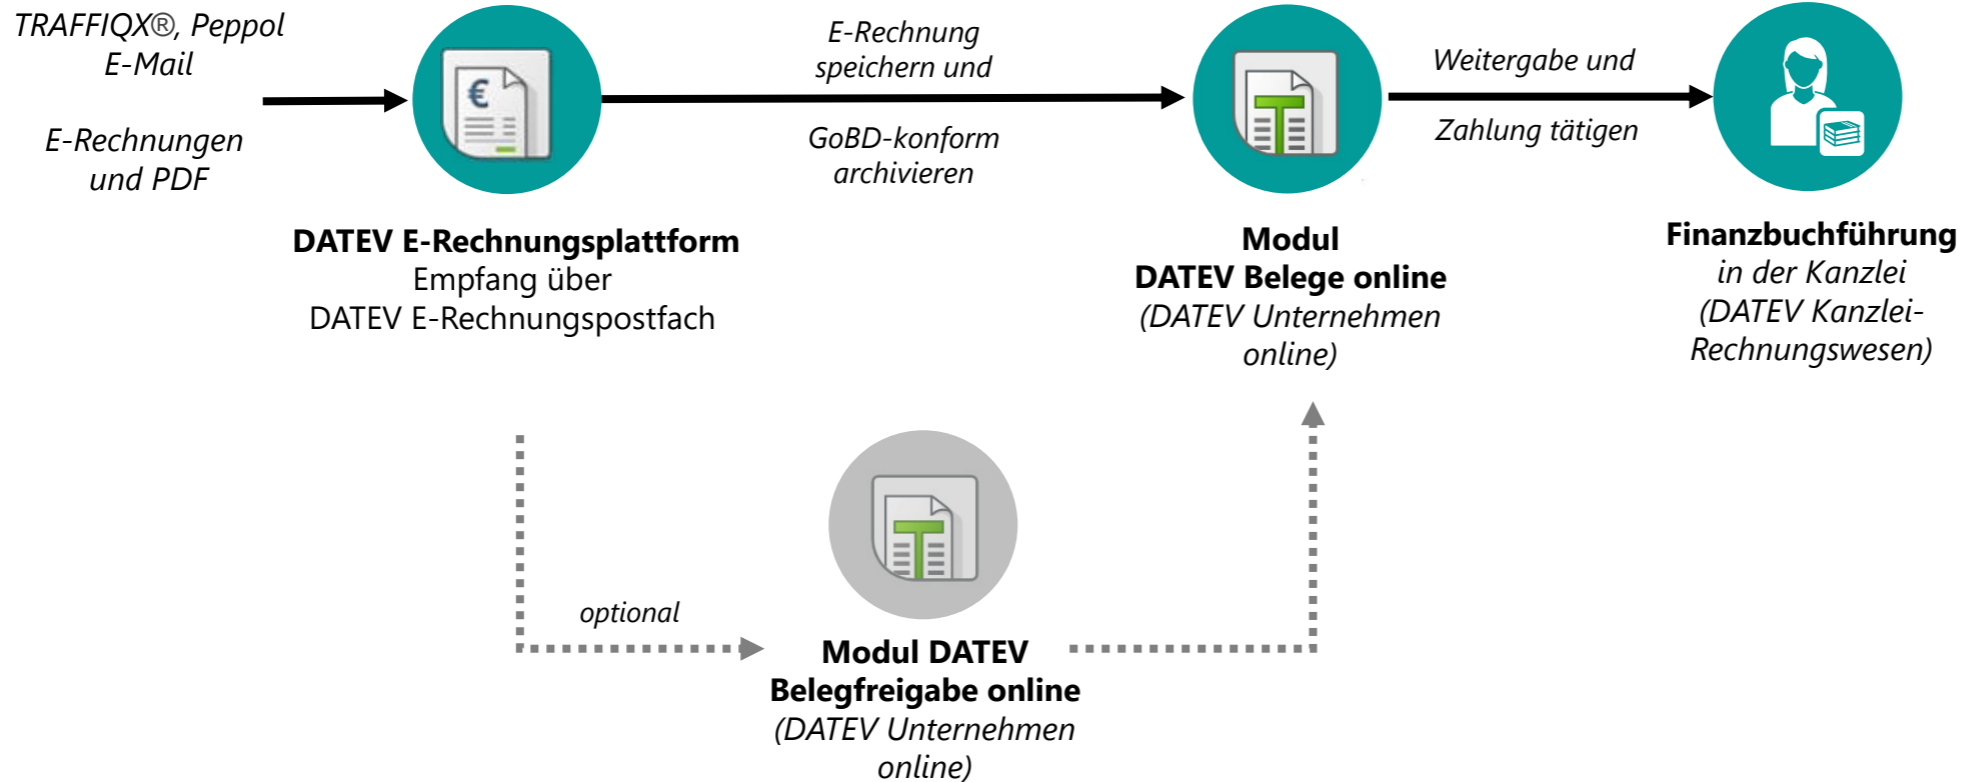 TRAFFIQX®, Peppol
E-Mail
E-Rechnungen
und PDF
€
DATEV E-Rechnungsplattform
Empfang über
DATEV E-Rechnungspostfach
E-Rechnung
speichern und
GoBD-konform
archivieren
Modul
DATEV Belege online
(DATEV Unternehmen
online)
Weitergabe und
Zahlung tätigen
Finanzbuchführung
in der Kanzlei
(DATEV Kanzlei-
Rechnungswesen)
optional
Modul DATEV
Belegfreigabe online
(DATEV Unternehmen
online)